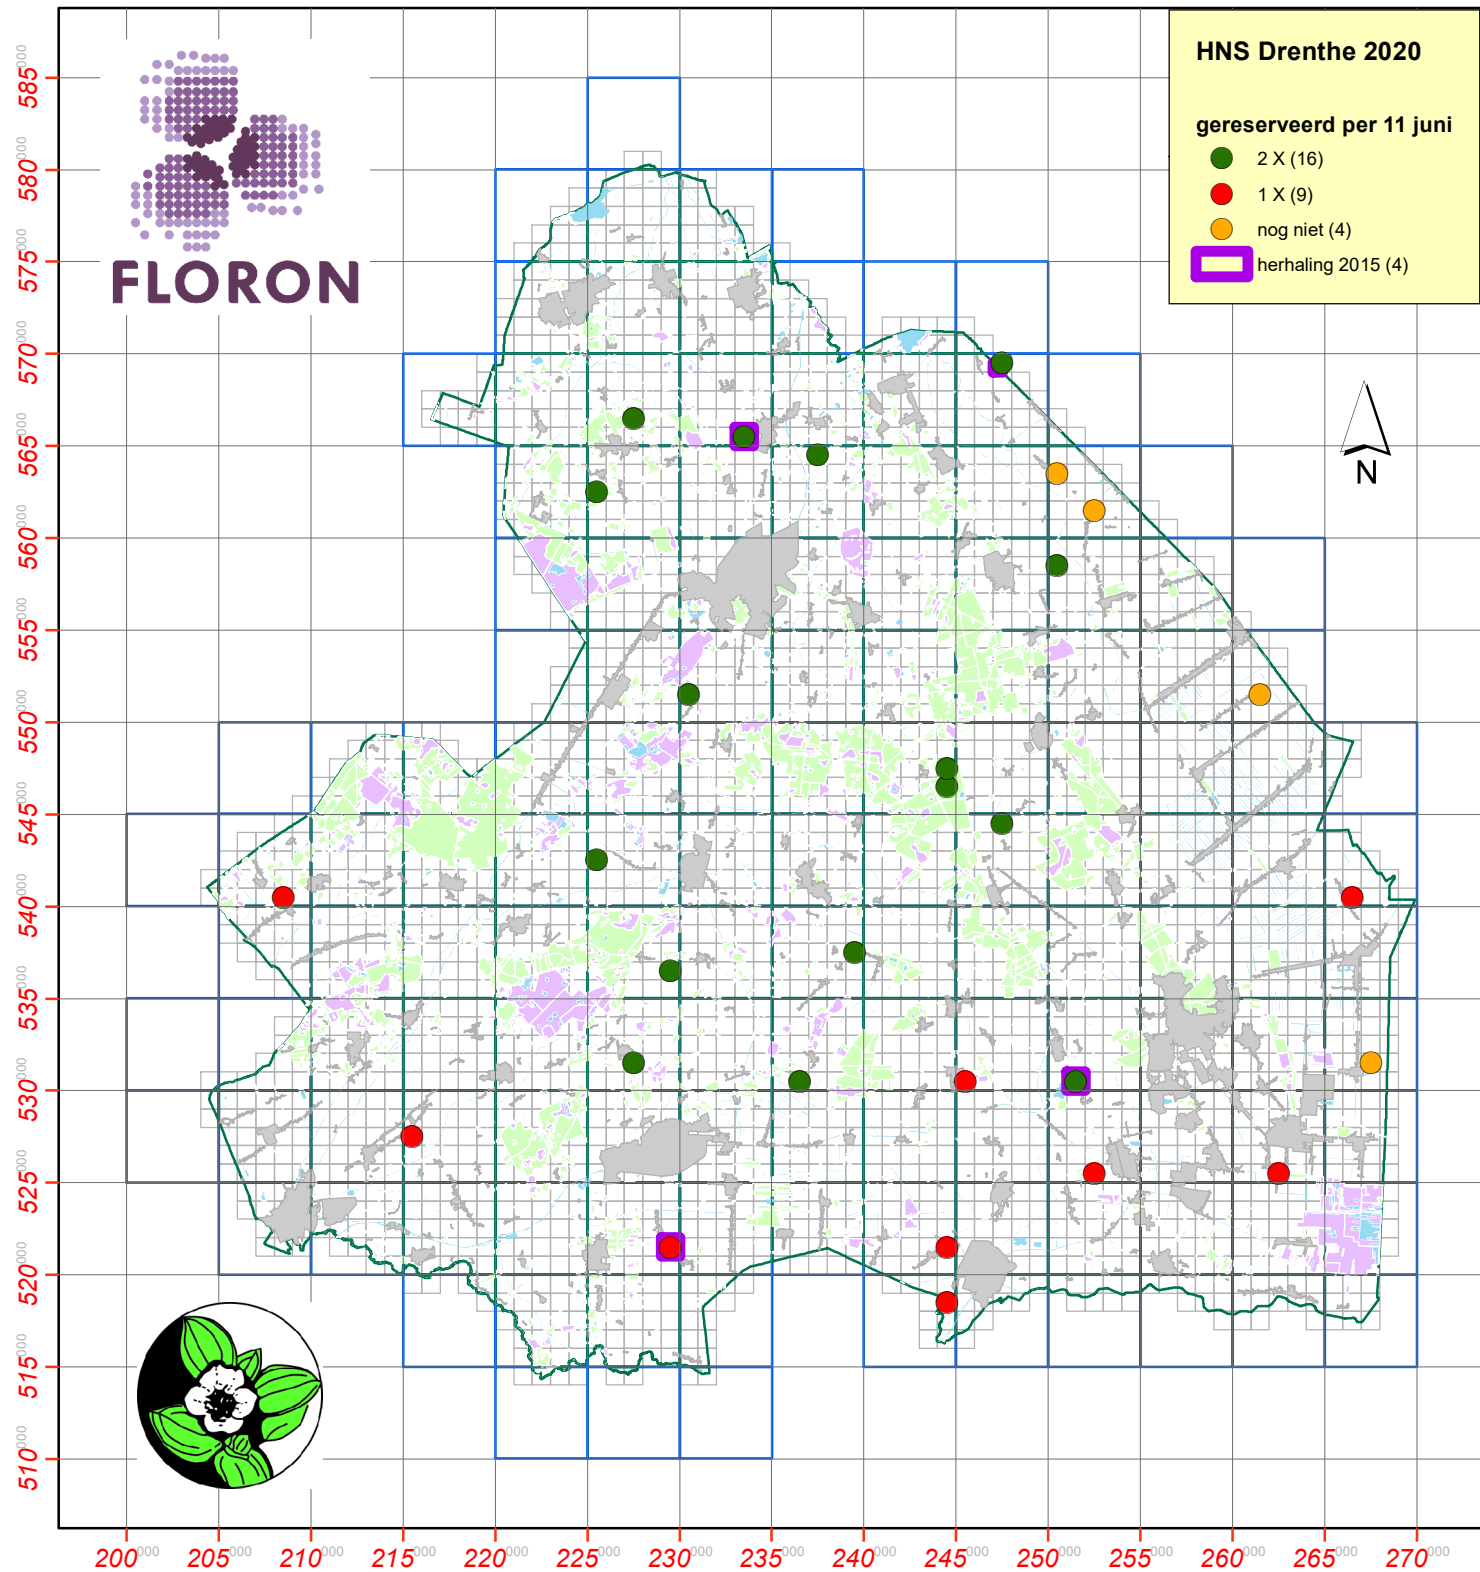 HNS Drenthe 2020
gereserveerd per 11 juni
2 X (16)
1 X (9)
nog niet (4)
herhaling 2015 (4)
FLORON
N
585000
580000
575000
570000
565000
560000
555000
550000
545000
540000
535000
530000
525000
520000
515000
510000
200000 205000 210000 215000 220000 225000 230000 235000 240000 245000 250000 255000 260000 265000 270000